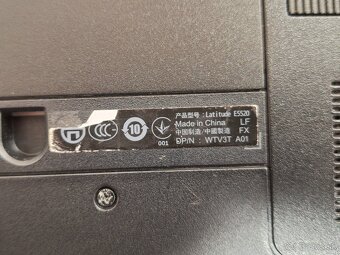 产品型号: Latitude E5520
Made in China LF
中国制造/中國製造 FX
DP/N: WTV3T A01
10
001